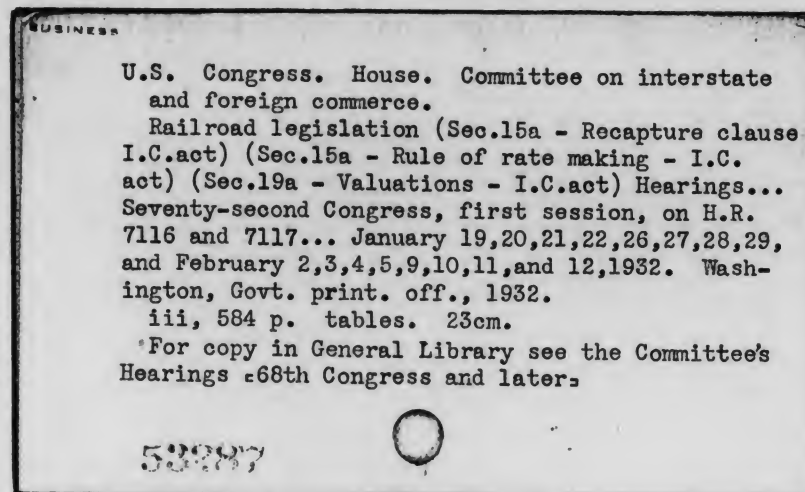 BUSINESS
U.S. Congress. House. Committee on interstate
and foreign commerce.
Railroad legislation (Sec.15a - Recapture clause
I.C.act) (Sec.15a - Rule of rate making - I.C.
act) (Sec.19a - Valuations - I.C.act) Hearings...
Seventy-second Congress, first session, on H.R.
7116 and 7117... January 19,20,21,22,26,27,28,29,
and February 2,3,4,5,9,10,11,and 12,1932. Wash-
ington, Govt. print. off., 1932.
iii, 584 p. tables. 23cm.
For copy in General Library see the Committee's
Hearings [68th Congress and later]
53287